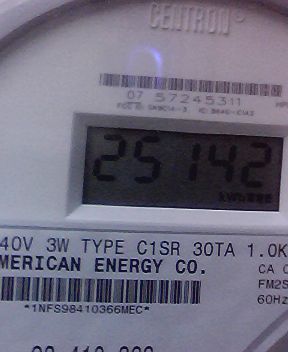 CENTRON®
07 57245311
25142
kWh
40V 3W TYPE C1SR 30TA 1.0K
MERICAN ENERGY CO.
CA
FM2S
60Hz
*1NFS98410366MEC*